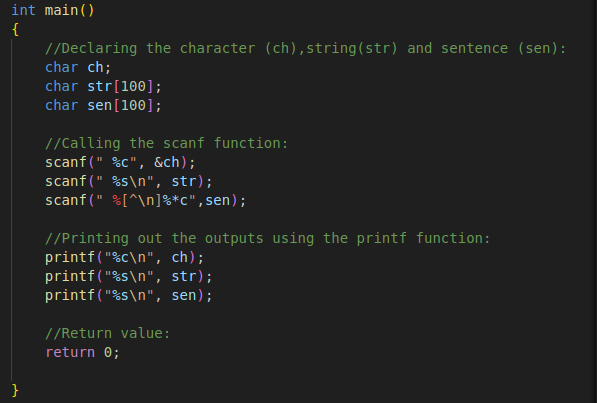 int main()
{
//Declaring the character (ch),string(str) and sentence (sen):
char ch;
char str[100];
char sen[100];
//Calling the scanf function:
scanf(" %c", &ch);
scanf(" %s\n", str);
scanf(" %[^\n]%*c",sen);
//Printing out the outputs using the printf function:
printf("%c\n", ch);
printf("%s\n", str);
printf("%s\n", sen);
//Return value:
return 0;
}